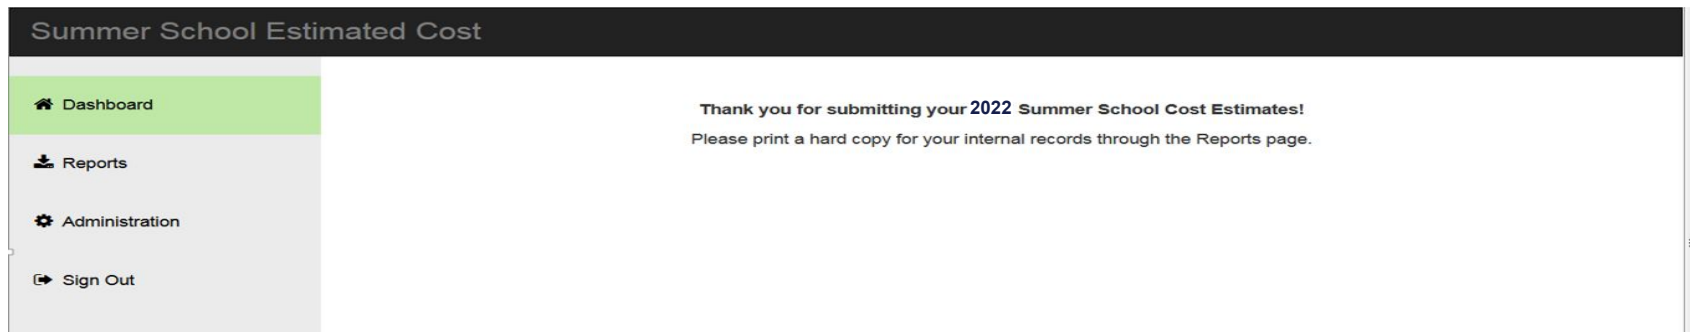 Summer School Estimated Cost
Dashboard
Reports
Administration
Sign Out
Thank you for submitting your 2022 Summer School Cost Estimates!
Please print a hard copy for your internal records through the Reports page.